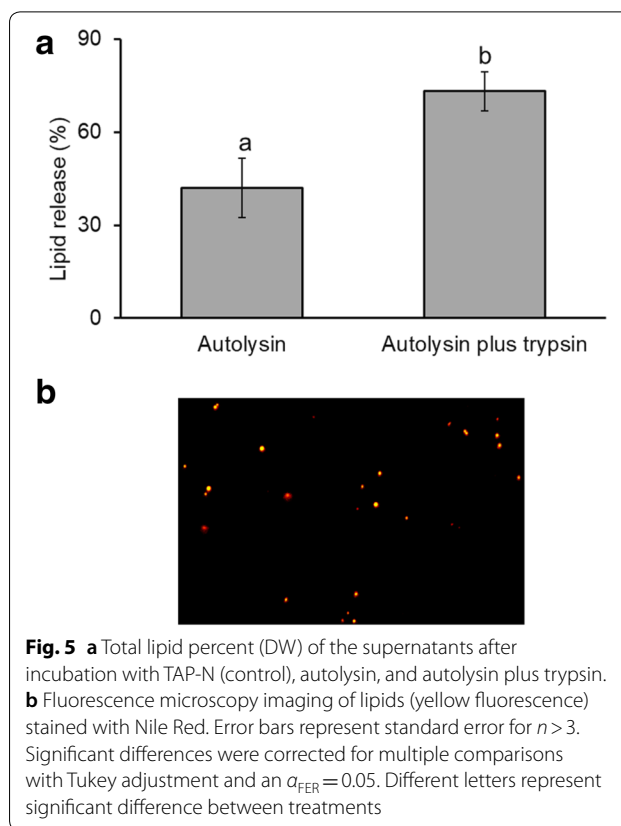 a
90
60
30
0
Lipid release (%)
a
b
Autolysin
Autolysin plus trypsin
b
Fig. 5 a Total lipid percent (DW) of the supernatants after
incubation with TAP-N (control), autolysin, and autolysin plus trypsin.
b Fluorescence microscopy imaging of lipids (yellow fluorescence)
stained with Nile Red. Error bars represent standard error for n > 3.
Significant differences were corrected for multiple comparisons
with Tukey adjustment and an αFER = 0.05. Different letters represent
significant difference between treatments